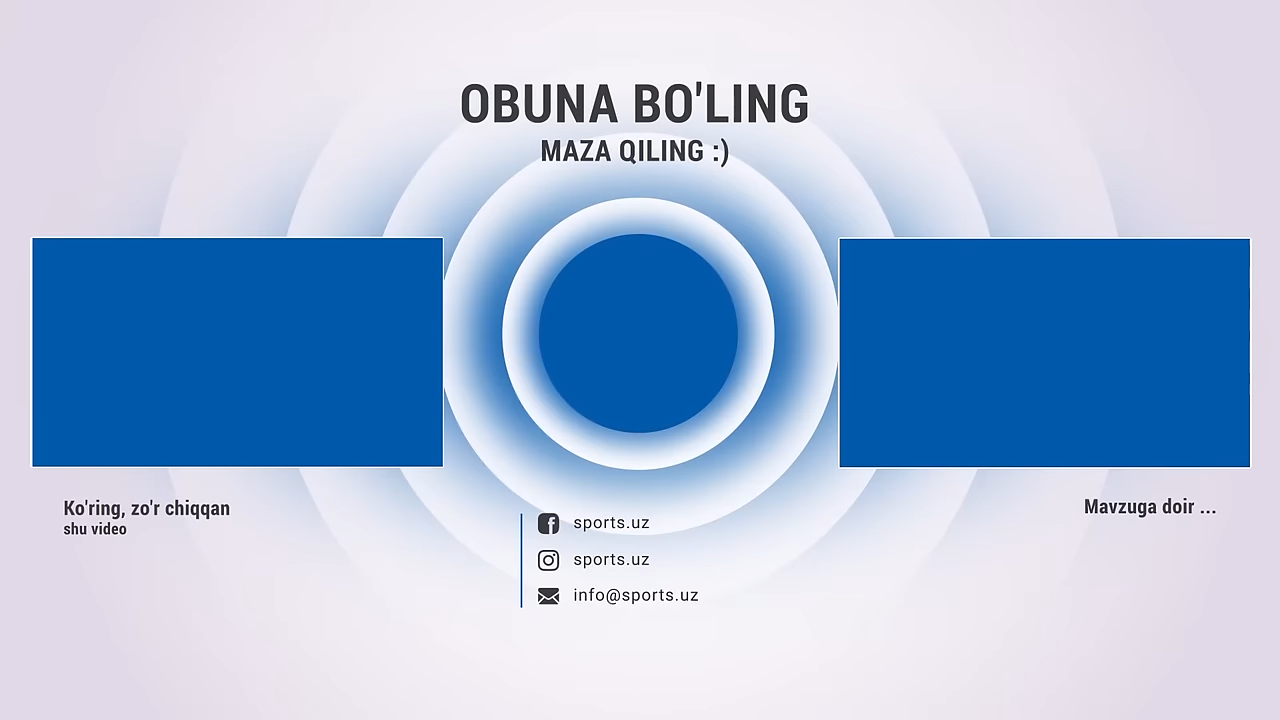 OBUNA BO'LING
MAZA QILING :)
Ko'ring, zo'r chiqqan
shu video
Mavzuga doir ...
sports.uz
sports.uz
info@sports.uz